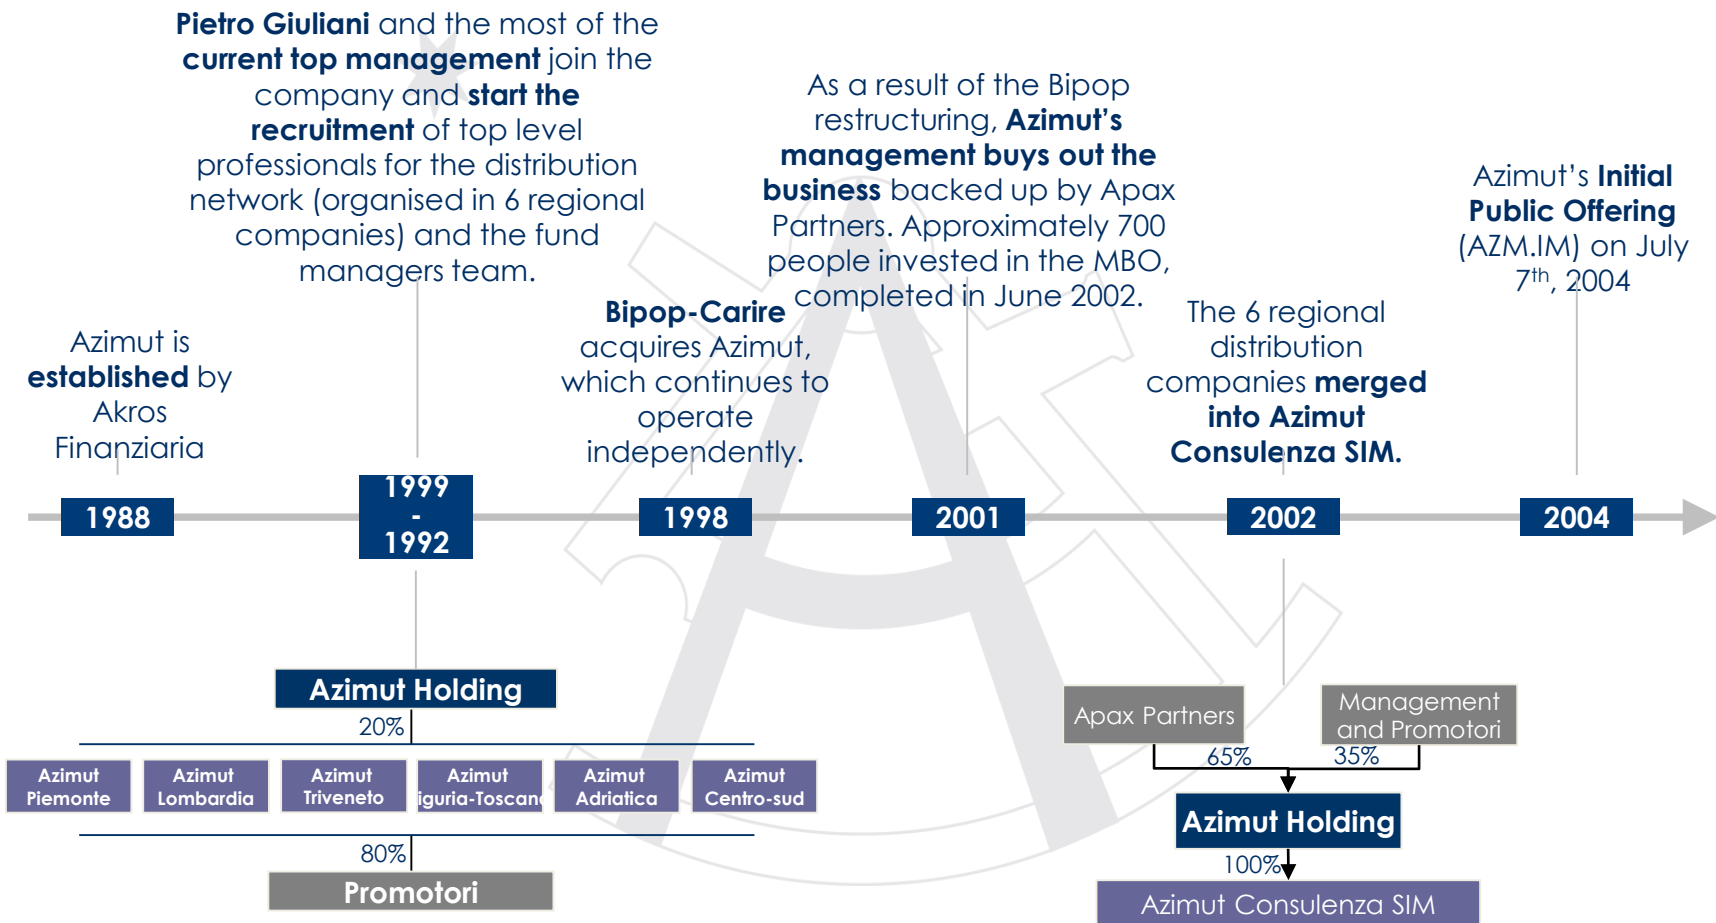 Pietro Giuliani and the most of the
current top management join the
company and start the
recruitment of top level
professionals for the distribution
network (organised in 6 regional
companies) and the fund
managers team.
As a result of the Bipop
restructuring, Azimut's
management buys out the
business backed up by Apax
Partners. Approximately 700
people invested in the MBO,
completed in June 2002.
Azimut's Initial
Public Offering
(AZM.IM) on July
7th, 2004
Azimut is
established by
Akros
Finanziaria
Bipop-Carire
acquires Azimut,
which continues to
operate
independently.
The 6 regional
distribution
companies merged
into Azimut
Consulenza SIM.
1988
1999
-
1992
1998
2001
2002
2004
Azimut Holding
20%
Azimut
Piemonte
Azimut
Lombardia
Azimut
Triveneto
Azimut
iguria-Toscan
Azimut
Adriatica
Azimut
Centro-sud
80%
Promotori
Apax Partners
Management
and Promotori
65%
35%
Azimut Holding
100%
Azimut Consulenza SIM